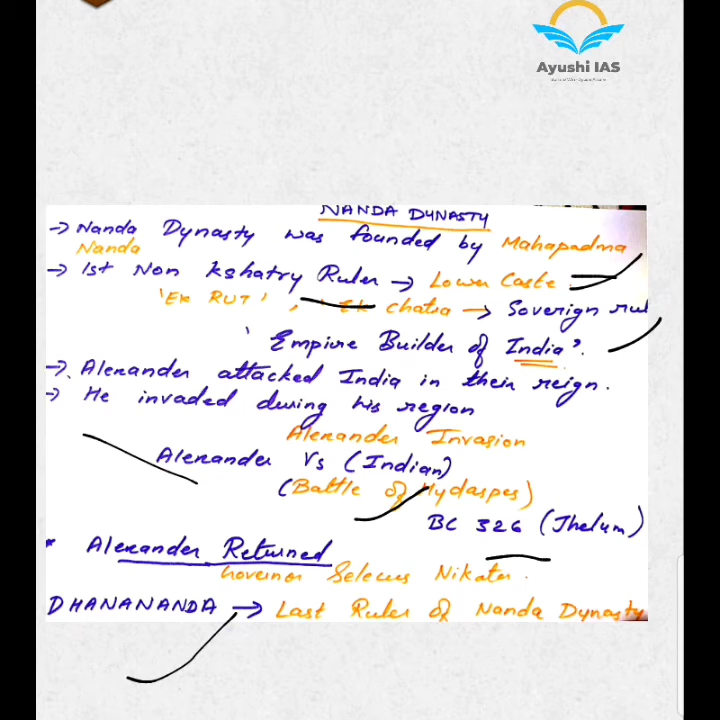 Ayushi IAS
NANDA DYNASTY
→ Nanda Dynasty was founded by Mahapadma
Nanda
→ Ist Non Kshatry Ruler → Lower Caste
'Ek RUT', 'Ek chatra → Soverign rul
'Empire Builder of India'.
→ Alexander attacked India in their reign.
→ He invaded during his region
Alexander Invasion
Alexander Vs (Indian)
(Battle of Hydaspes)
BC 326 (Jhelum)
* Alexander Returned
Governor Selecus Nikator.
DHANANANDA → Last Ruler of Nanda Dynasty